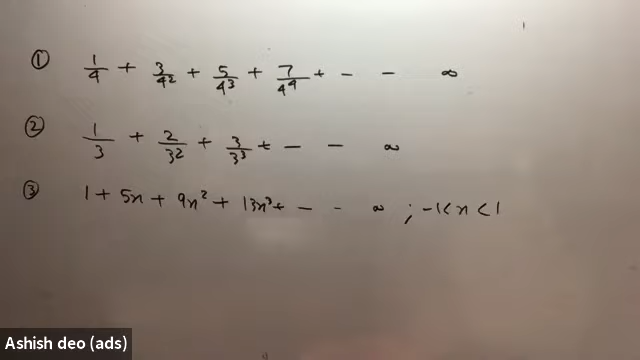 ① 1/4 + 3/4² + 5/4³ + 7/4⁴ + - - ∞
② 1/3 + 2/3² + 3/3³ + - - ∞
③ 1 + 5x + 9x² + 13x³ + - - ∞ ; -1 < x < 1
Ashish deo (ads)